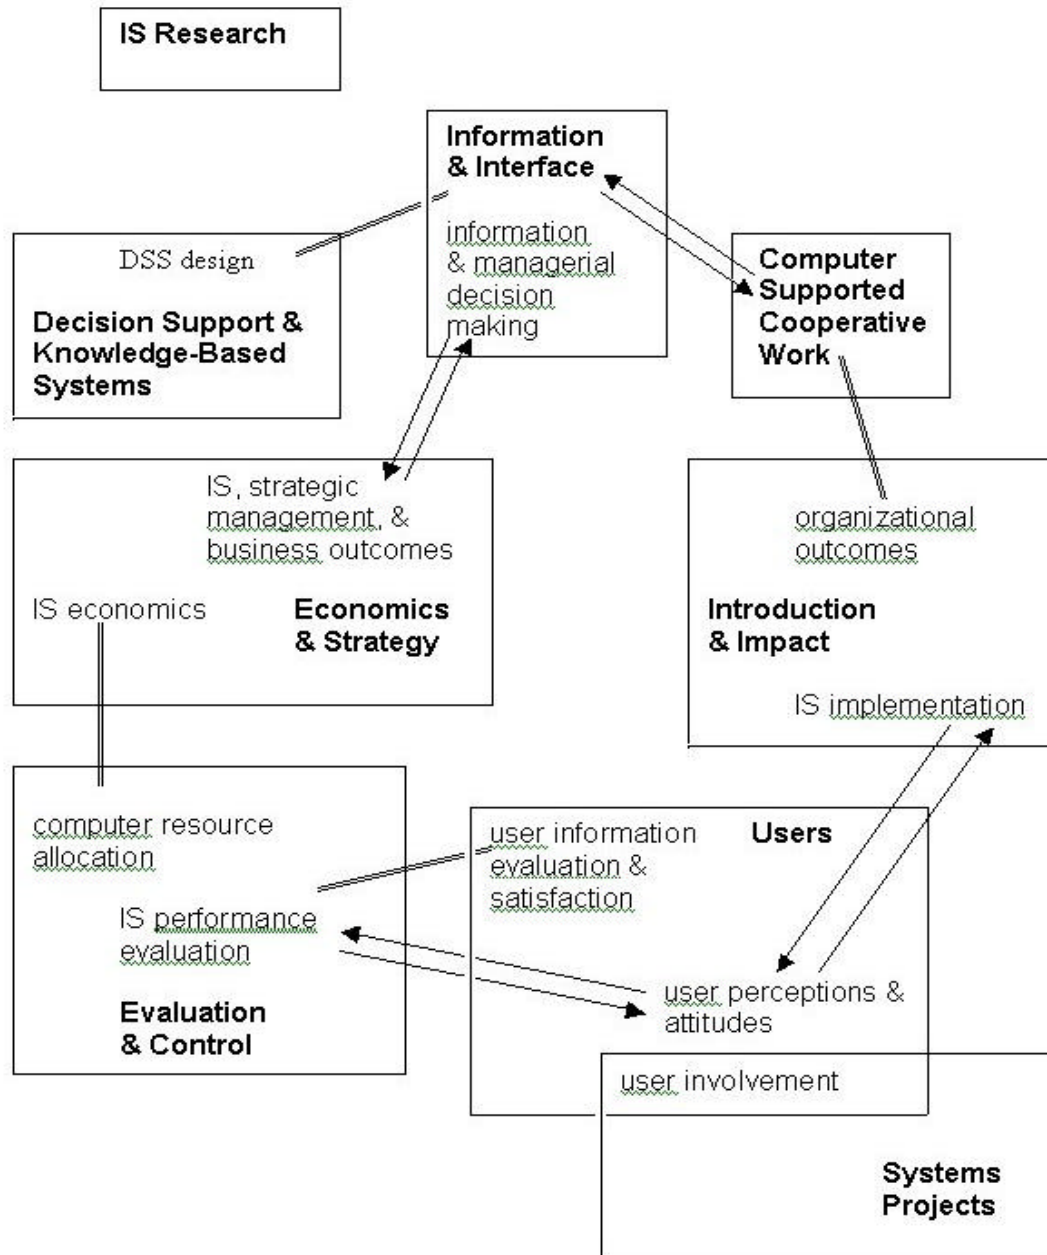 IS Research
Information
& Interface
information
& managerial
decision
making
DSS design
Decision Support &
Knowledge-Based
Systems
Computer
Supported
Cooperative
Work
IS, strategic
management, &
business outcomes
IS economics
Economics
& Strategy
organizational
outcomes
Introduction
& Impact
IS implementation
computer resource
allocation
IS performance
evaluation
Evaluation
& Control
user information
evaluation &
satisfaction
Users
user perceptions &
attitudes
user involvement
Systems
Projects